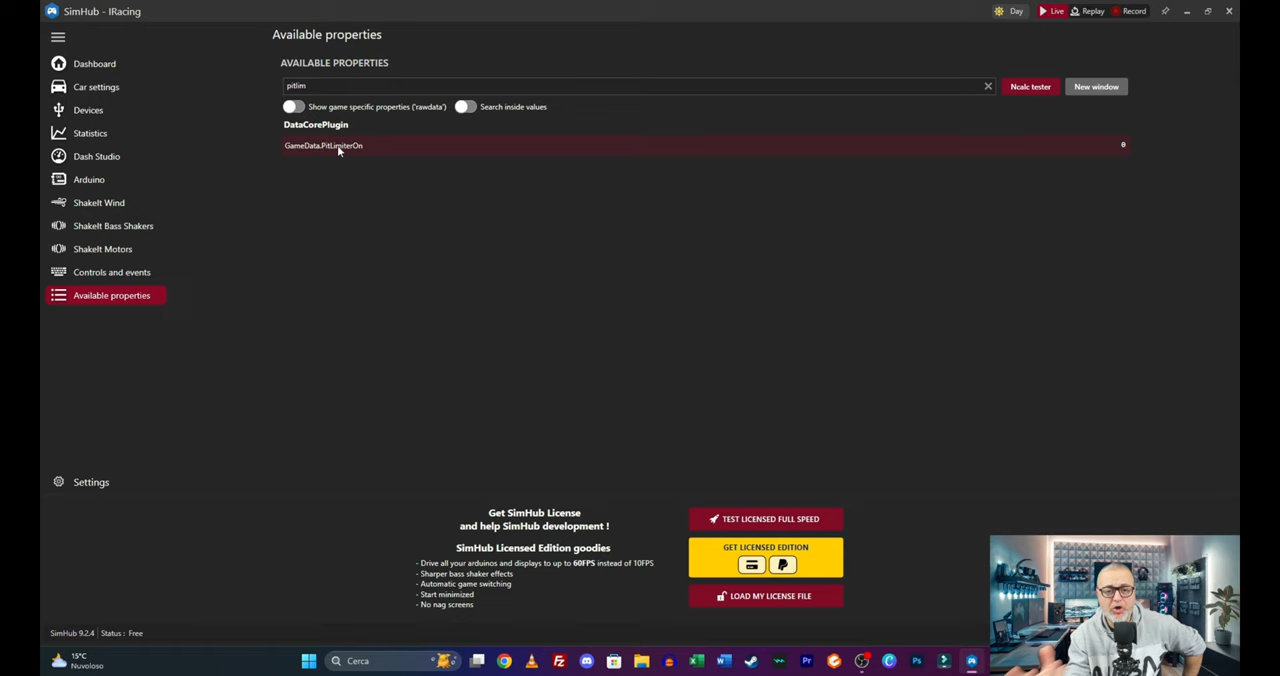 SimHub - IRacing
Day
Live
Replay
Record
Available properties
Dashboard
Car settings
Devices
Statistics
Dash Studio
Arduino
ShakeIt Wind
ShakeIt Bass Shakers
ShakeIt Motors
Controls and events
Available properties
Settings
AVAILABLE PROPERTIES
pitlim
Ncalc tester
New window
Show game specific properties ('rawdata')
Search inside values
DataCorePlugin
GameData.PitLimiterOn
0
Get SimHub License
and help SimHub development !
SimHub Licensed Edition goodies
- Drive all your arduinos and displays to up to 60FPS instead of 10FPS
- Sharper bass shaker effects
- Automatic game switching
- Start minimized
- No nag screens
TEST LICENSED FULL SPEED
GET LICENSED EDITION
LOAD MY LICENSE FILE
SimHub 9.2.4 | Status : Free
15°C
Nuvoloso
Cerca